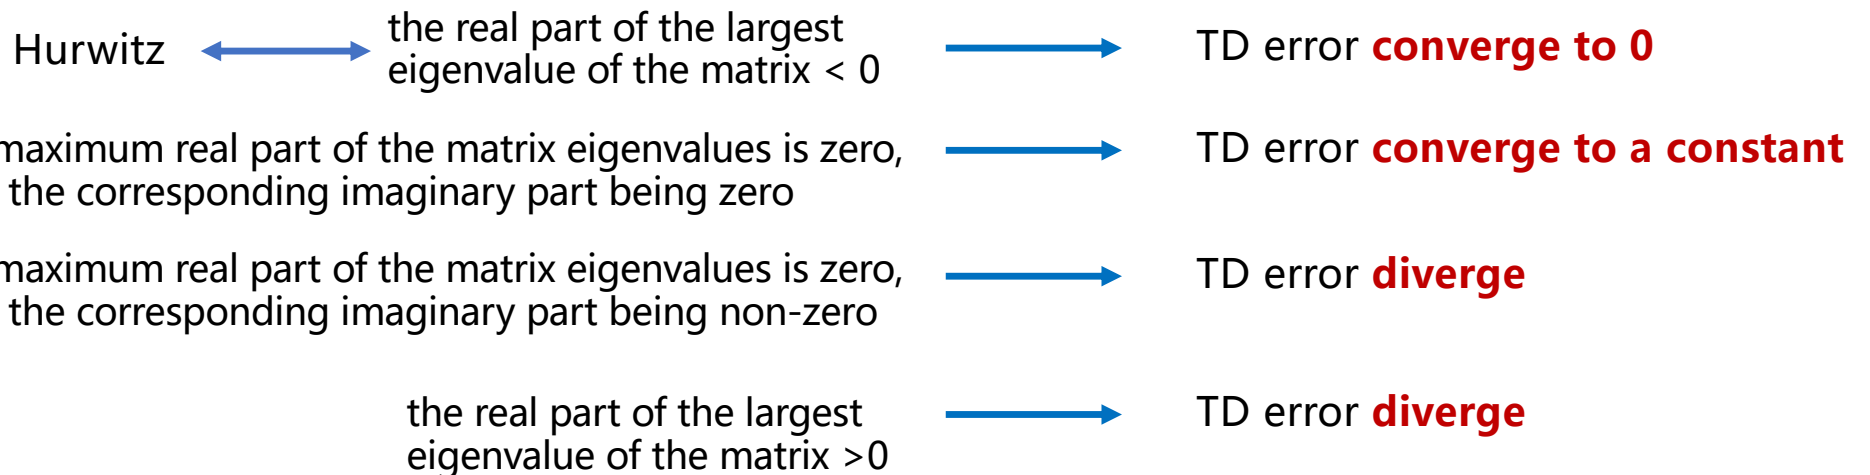 Hurwitz
the real part of the largest
eigenvalue of the matrix < 0
TD error converge to 0
maximum real part of the matrix eigenvalues is zero,
the corresponding imaginary part being zero
TD error converge to a constant
maximum real part of the matrix eigenvalues is zero,
the corresponding imaginary part being non-zero
TD error diverge
the real part of the largest
eigenvalue of the matrix >0
TD error diverge